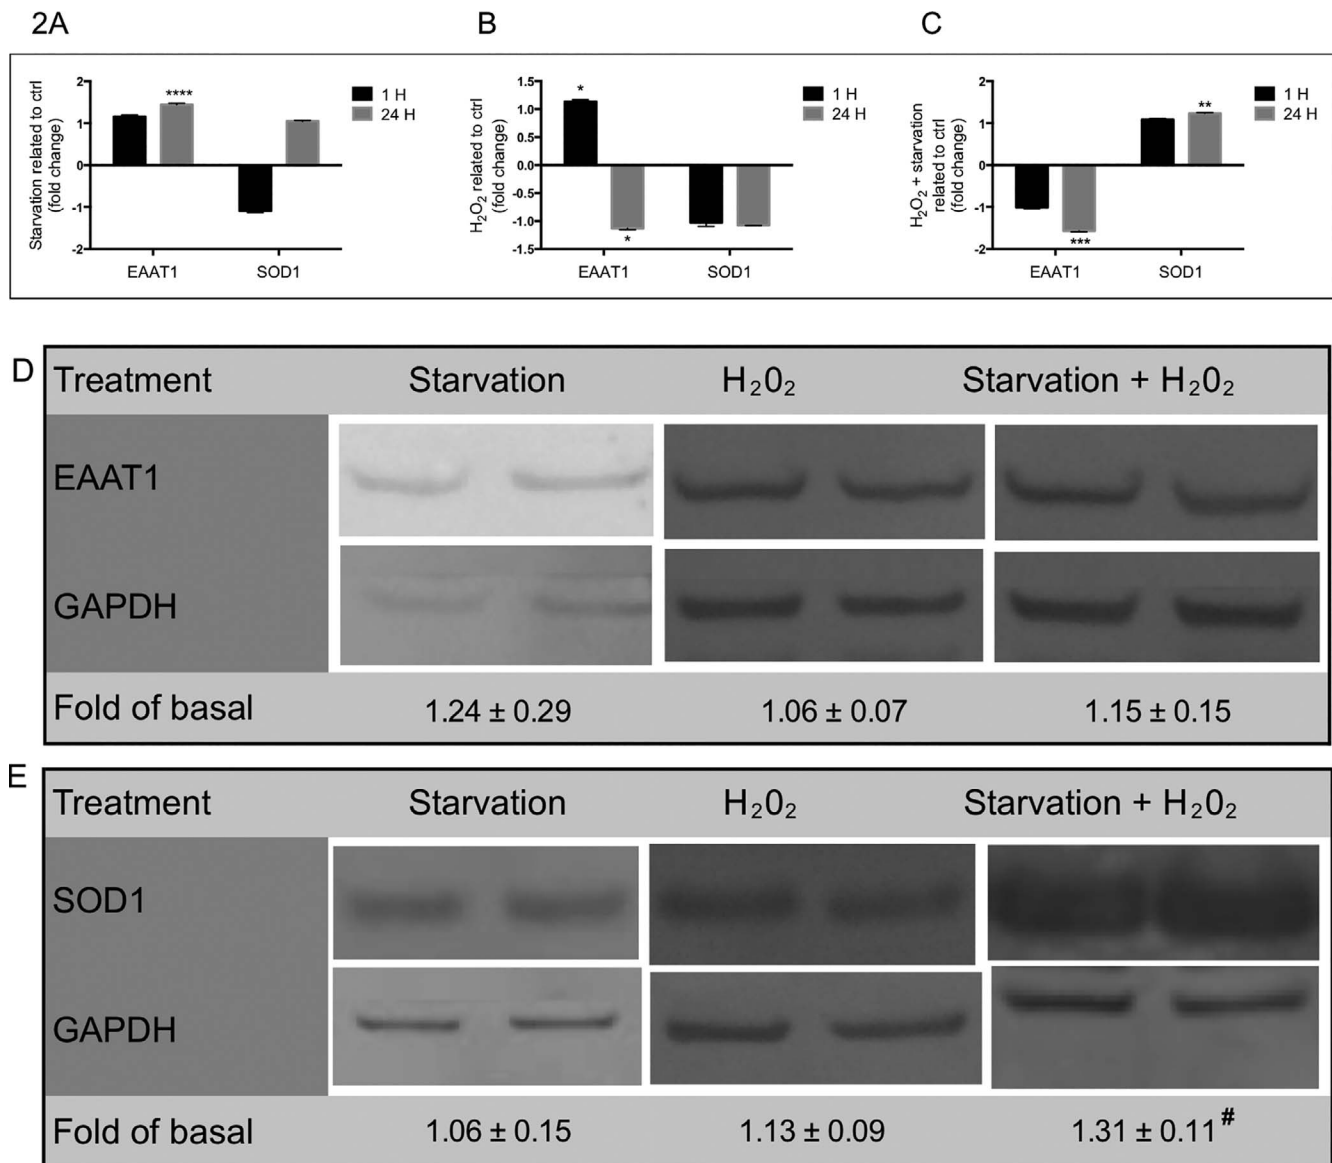 2A
B
C
Starvation related to ctrl
(fold change)
2
1
0
-1
-2
****
EAAT1
SOD1
1 H
24 H
H₂O₂ related to ctrl
(fold change)
1.5
1.0
0.5
0.0
-0.5
-1.0
-1.5
*
*
EAAT1
SOD1
1 H
24 H
H₂O₂ + starvation
related to ctrl
(fold change)
2
1
0
-1
-2
**
***
EAAT1
SOD1
1 H
24 H
D
Treatment Starvation H₂0₂ Starvation + H₂0₂
EAAT1
GAPDH
Fold of basal 1.24 ± 0.29 1.06 ± 0.07 1.15 ± 0.15
E
Treatment Starvation H₂0₂ Starvation + H₂0₂
SOD1
GAPDH
Fold of basal 1.06 ± 0.15 1.13 ± 0.09 1.31 ± 0.11#